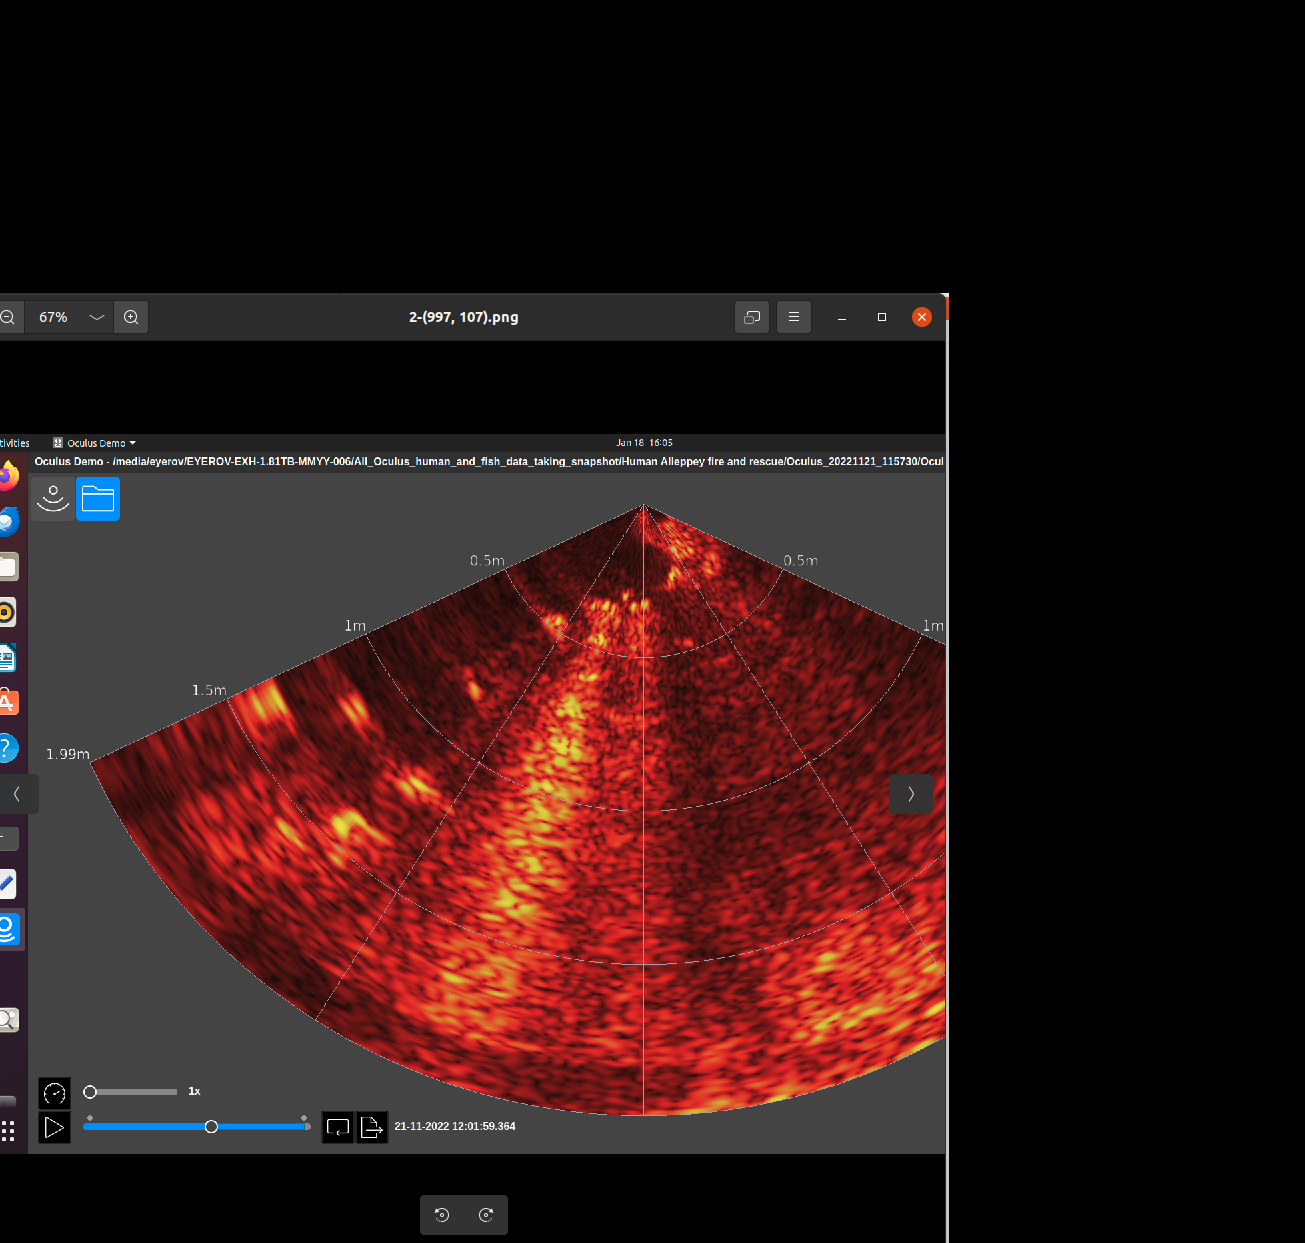 67%
2-(997, 107).png
tivities
Oculus Demo
Jan 18 16:05
Oculus Demo - /media/eyerov/EYEROV-EXH-1.81TB-MMYY-006/All_Oculus_human_and_fish_data_taking_snapshot/Human Alleppey fire and rescue/Oculus_20221121_115730/Ocul
0.5m
0.5m
1m
1m
1.5m
1.99m
1x
21-11-2022 12:01:59.364